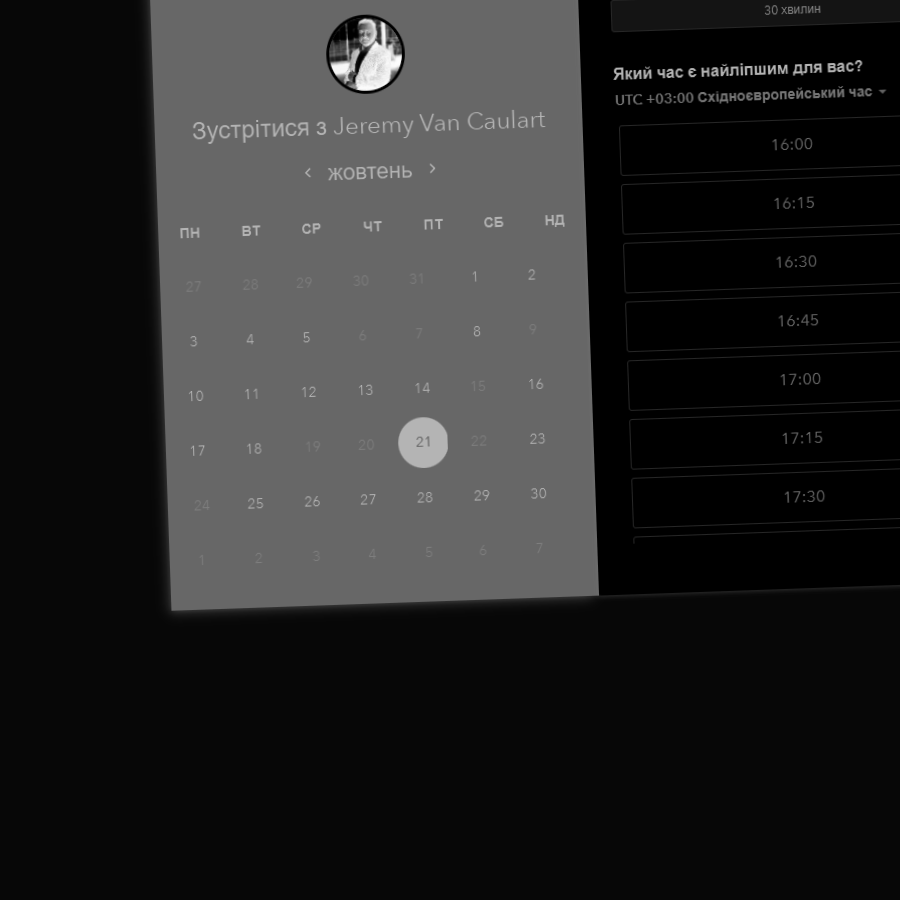 Зустрітися з Jeremy Van Caulart
жовтень
ПН ВТ СР ЧТ ПТ СБ НД
27 28 29 30 31 1 2
3 4 5 6 7 8 9
10 11 12 13 14 15 16
17 18 19 20 21 22 23
24 25 26 27 28 29 30
1 2 3 4 5 6 7
30 хвилин
Який час є найліпшим для вас?
UTC +03:00 Східноєвропейський час
16:00
16:15
16:30
16:45
17:00
17:15
17:30